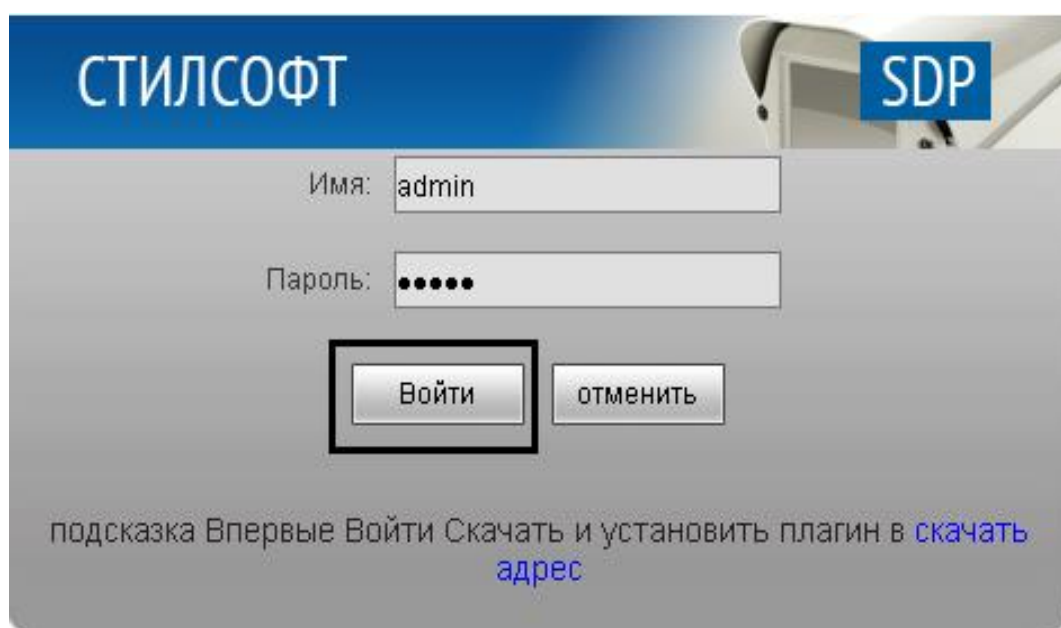 СТИЛСОФТ
SDP
Имя: admin
Пароль: •••••
Войти отменить
подсказка Впервые Войти Скачать и установить плагин в скачать
адрес